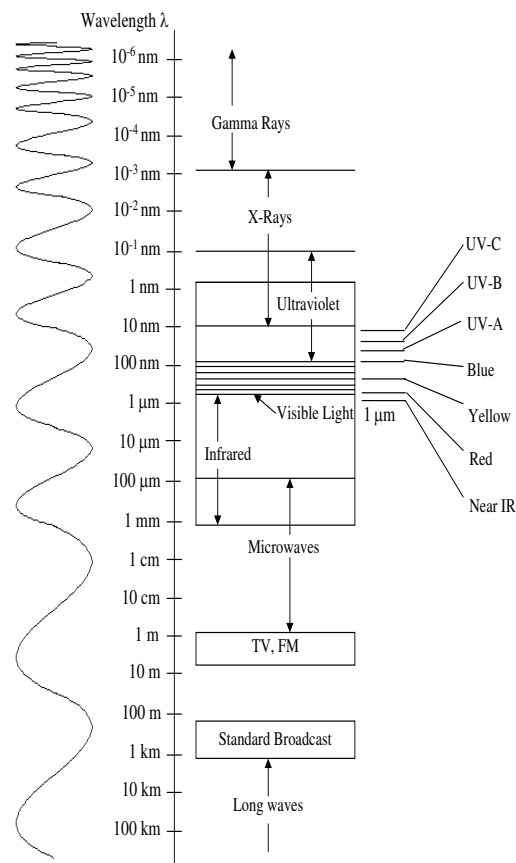 Wavelength λ
10⁻⁶ nm
10⁻⁵ nm
10⁻⁴ nm
10⁻³ nm
10⁻² nm
10⁻¹ nm
1 nm
10 nm
100 nm
1 μm
10 μm
100 μm
1 mm
1 cm
10 cm
1 m
10 m
100 m
1 km
10 km
100 km
Gamma Rays
X-Rays
Ultraviolet
Visible Light
Infrared
Microwaves
TV, FM
Standard Broadcast
Long waves
UV-C
UV-B
UV-A
Blue
Yellow
1 μm
Red
Near IR